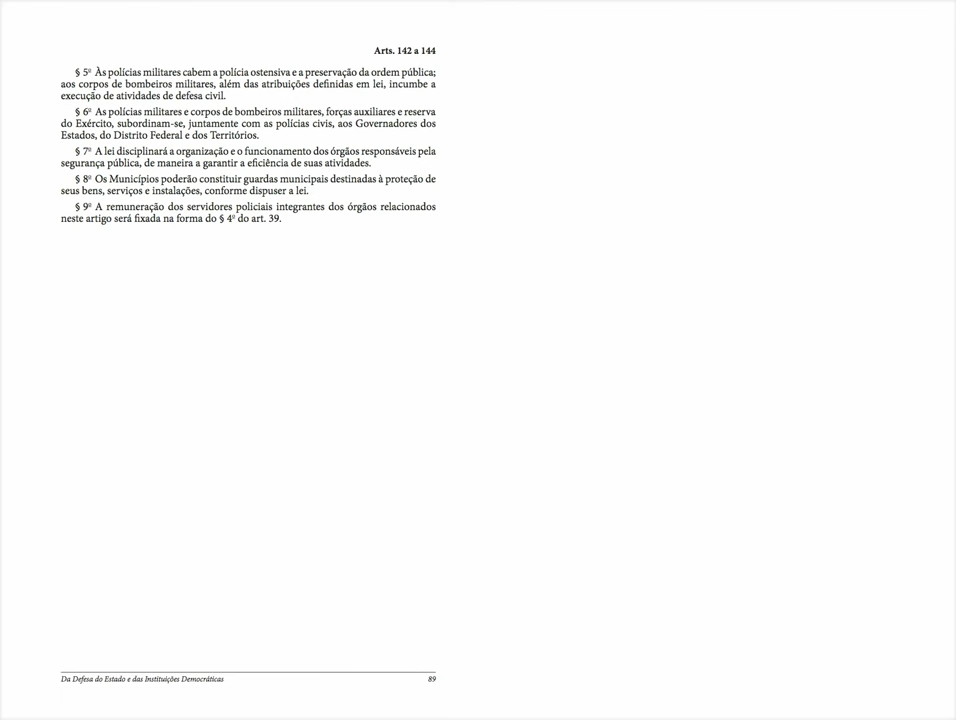 Arts. 142 a 144
§ 5º Às polícias militares cabem a polícia ostensiva e a preservação da ordem pública;
aos corpos de bombeiros militares, além das atribuições definidas em lei, incumbe a
execução de atividades de defesa civil.
§ 6º As polícias militares e corpos de bombeiros militares, forças auxiliares e reserva
do Exército, subordinam-se, juntamente com as polícias civis, aos Governadores dos
Estados, do Distrito Federal e dos Territórios.
§ 7º A lei disciplinará a organização e o funcionamento dos órgãos responsáveis pela
segurança pública, de maneira a garantir a eficiência de suas atividades.
§ 8º Os Municípios poderão constituir guardas municipais destinadas à proteção de
seus bens, serviços e instalações, conforme dispuser a lei.
§ 9º A remuneração dos servidores policiais integrantes dos órgãos relacionados
neste artigo será fixada na forma do § 4º do art. 39.
Da Defesa do Estado e das Instituições Democráticas 89